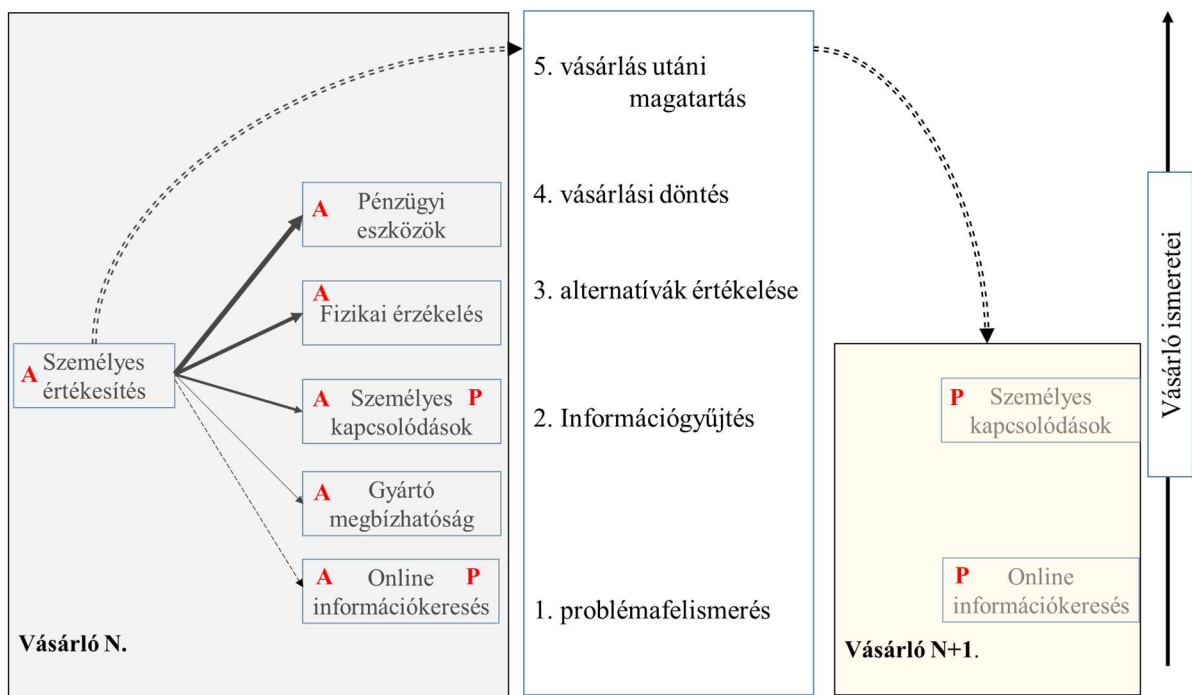 A Személyes
értékesítés
A Pénzügyi
eszközök
A
Fizikai érzékelés
A Személyes P
kapcsolódások
A Gyártó
megbízhatóság
A Online P
információkeresés
Vásárló N.
5. vásárlás utáni
magatartás
4. vásárlási döntés
3. alternatívák értékelése
2. Információgyűjtés
1. problémafelismerés
P Személyes
kapcsolódások
P Online
információkeresés
Vásárló N+1.
Vásárló ismeretei